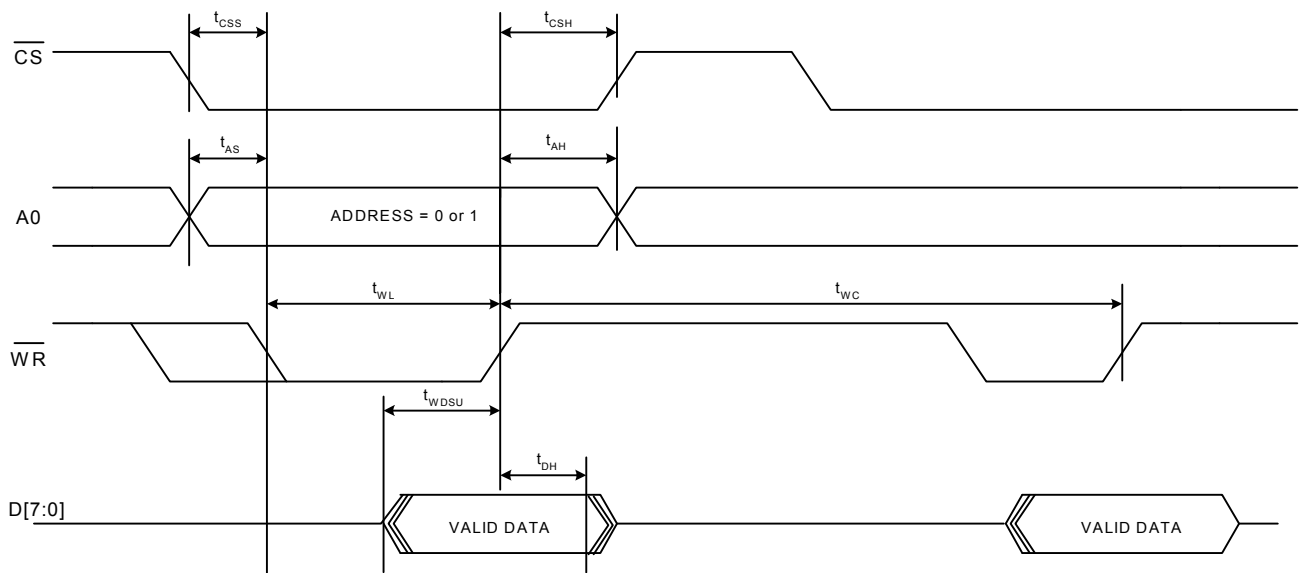 tCSS
tCSH
CS
tAS
tAH
A0
ADDRESS = 0 or 1
tWL
tWC
WR
tWDSU
tDH
D[7:0]
VALID DATA
VALID DATA